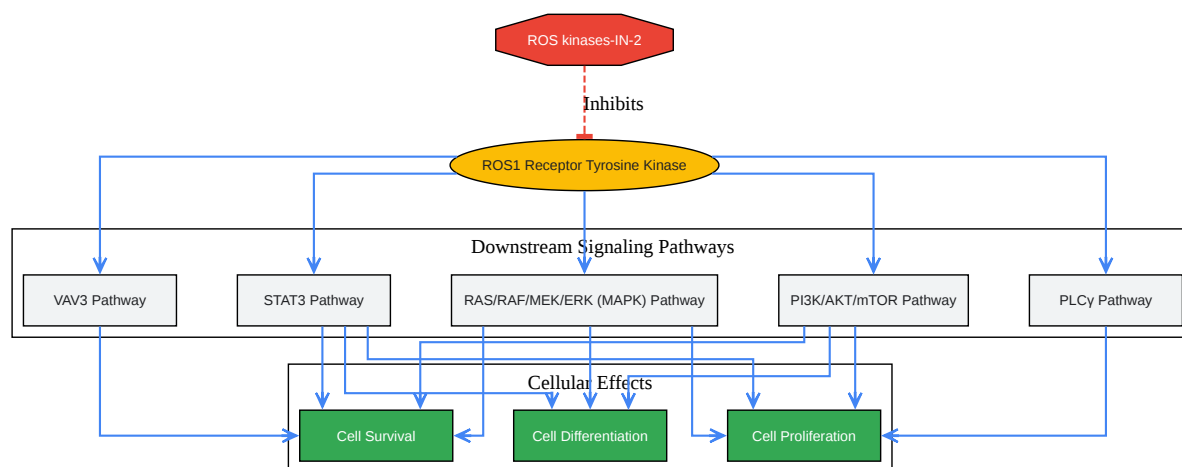 ROS kinases-IN-2
Inhibits
ROS1 Receptor Tyrosine Kinase
Downstream Signaling Pathways
VAV3 Pathway
STAT3 Pathway
RAS/RAF/MEK/ERK (MAPK) Pathway
PI3K/AKT/mTOR Pathway
PLCγ Pathway
Cellular Effects
Cell Survival
Cell Differentiation
Cell Proliferation